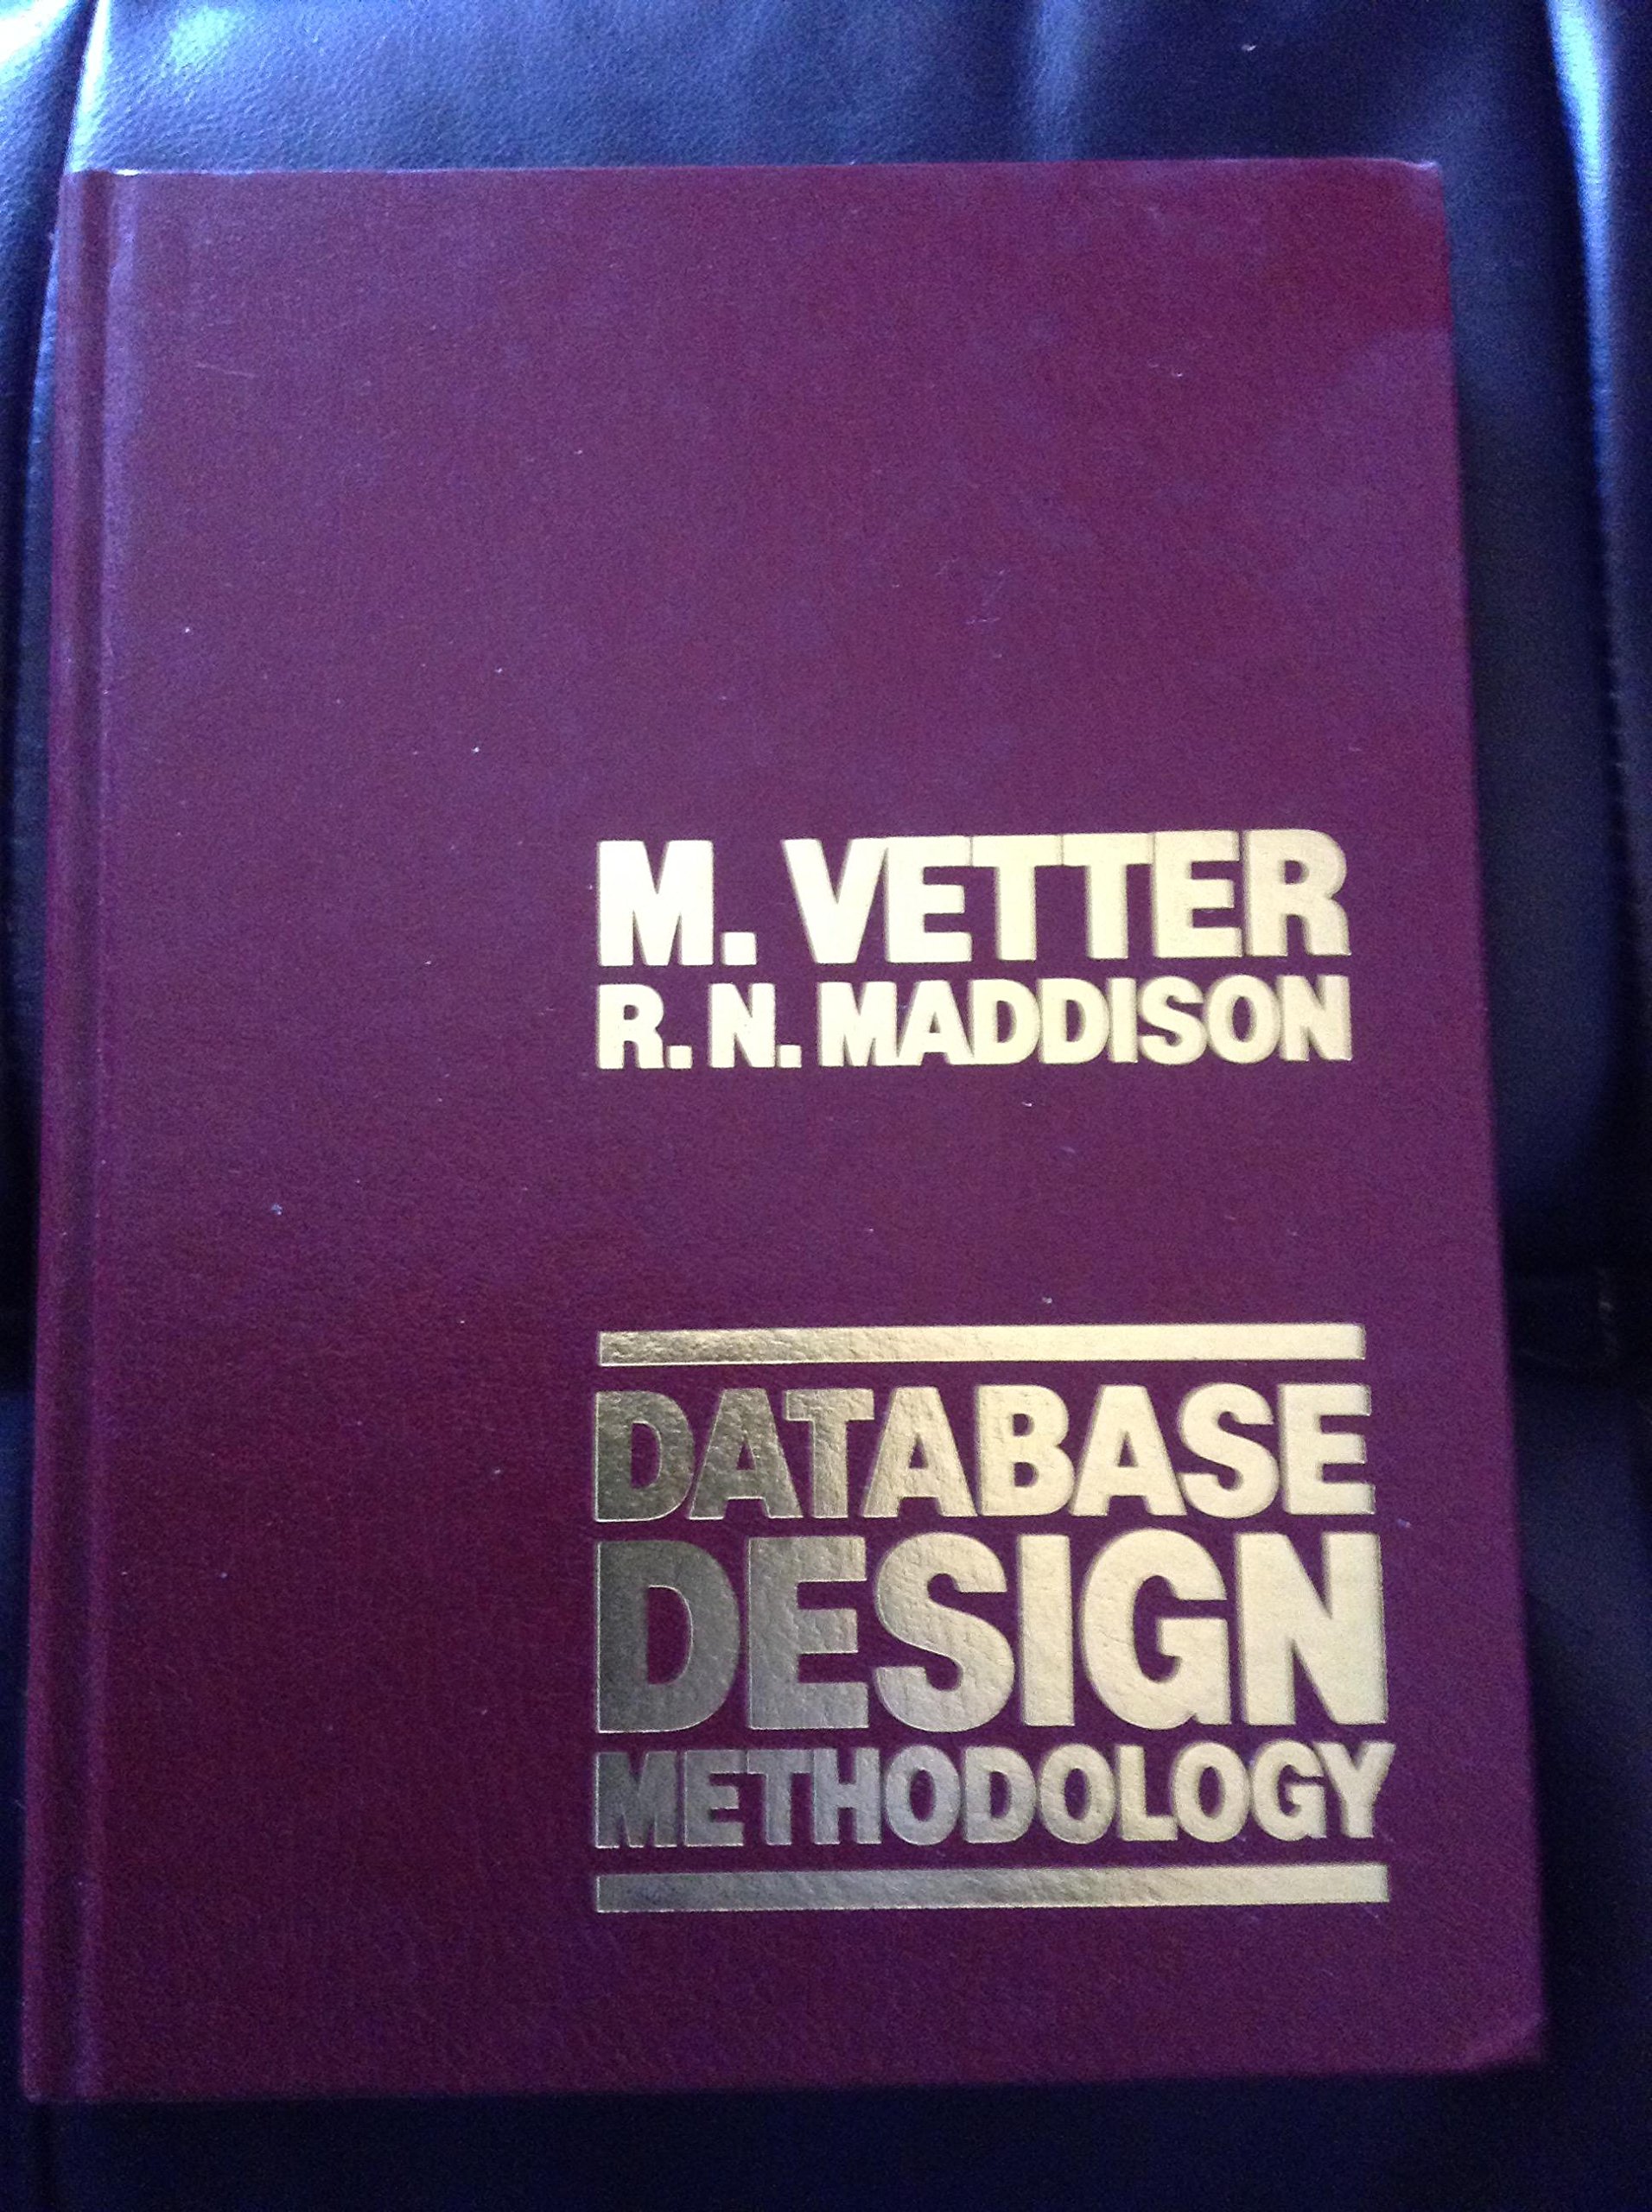 M. VETTER
R. N. MADDISON
DATABASE
DESIGN
METHODOLOGY